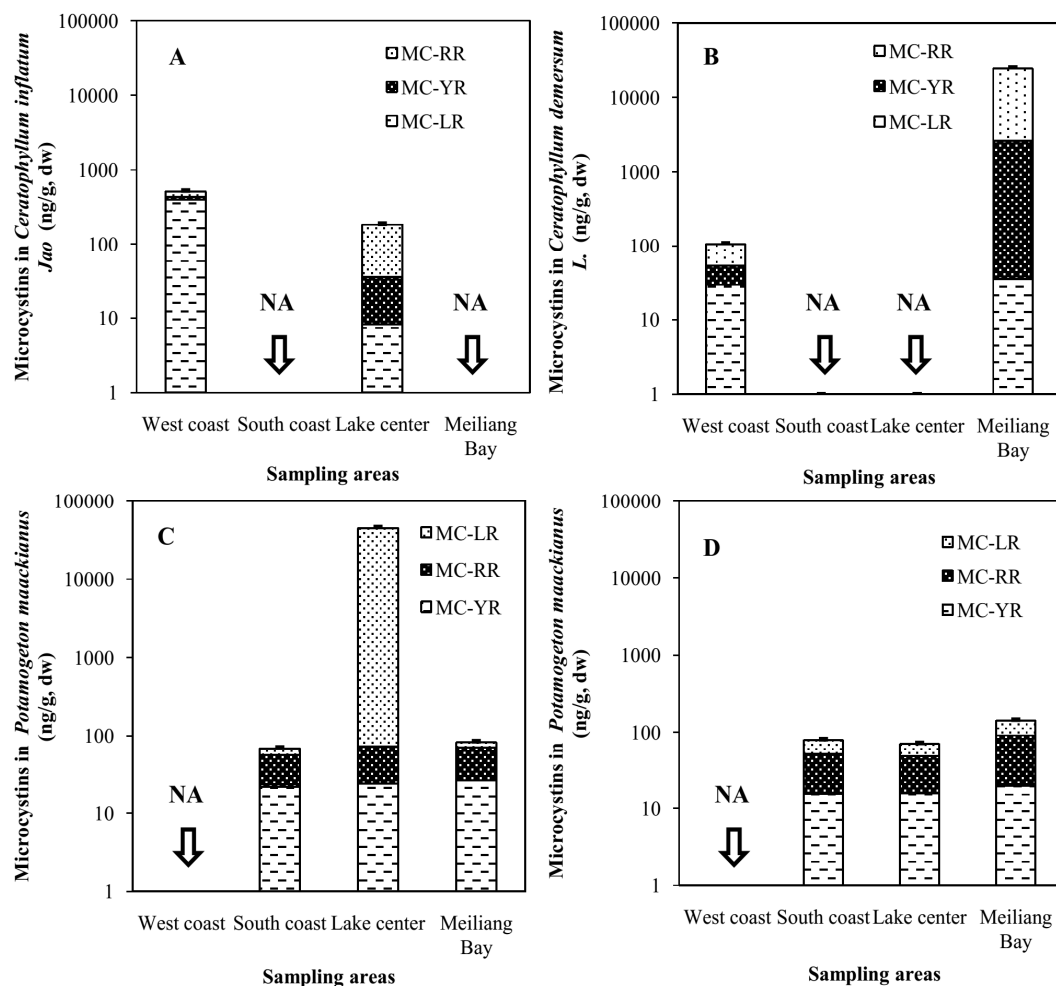 Microcystins in Ceratophyllum inflatum
Jao (ng/g, dw)
100000
10000
1000
100
10
1
A
MC-RR
MC-YR
MC-LR
NA
NA
West coast South coast Lake center Meiliang
Bay
Sampling areas
Microcystins in Ceratophyllum demersum
L. (ng/g, dw)
100000
10000
1000
100
10
1
B
MC-RR
MC-YR
MC-LR
NA
NA
West coast South coast Lake center Meiliang
Bay
Sampling areas
Microcystins in Potamogeton maackianus
(ng/g, dw)
100000
10000
1000
100
10
1
C
MC-LR
MC-RR
MC-YR
NA
West coast South coast Lake center Meiliang
Bay
Sampling areas
Microcystins in Potamogeton maackianus
(ng/g, dw)
100000
10000
1000
100
10
1
D
MC-LR
MC-RR
MC-YR
NA
West coast South coast Lake center Meiliang
Bay
Sampling areas